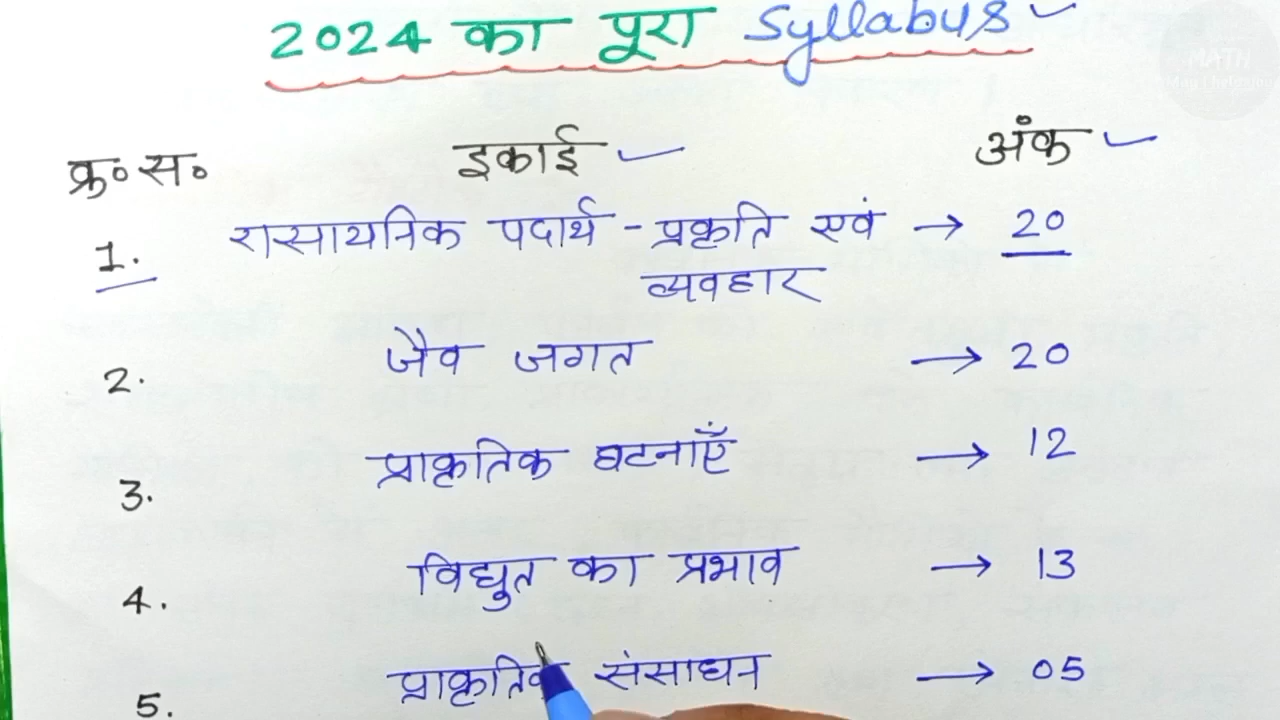 2024 का पूरा Syllabus
क्र॰स॰ इकाई अंक
1. रासायनिक पदार्थ - प्रकृति एवं → 20
व्यवहार
2. जैव जगत → 20
3. प्राकृतिक घटनाएँ → 12
4. विद्युत का प्रभाव → 13
5. प्राकृतिक संसाधन → 05
MATH